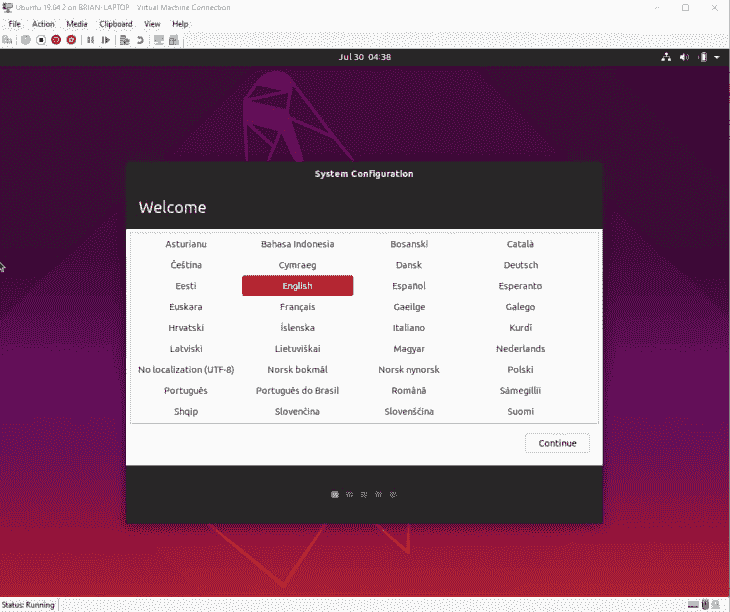 Ubuntu 19.04 2 on BRIAN-LAPTOP - Virtual Machine Connection
File Action Media Clipboard View Help
Jul 30 04:38
System Configuration
Welcome
Asturianu Bahasa Indonesia Bosanski Català
Čeština Cymraeg Dansk Deutsch
Eesti English Español Esperanto
Euskara Français Gaeilge Galego
Hrvatski Íslenska Italiano Kurdî
Latviski Lietuviškai Magyar Nederlands
No localization (UTF-8) Norsk bokmål Norsk nynorsk Polski
Português Português do Brasil Română Sámegillii
Shqip Slovenčina Slovenščina Suomi
Continue
Status: Running